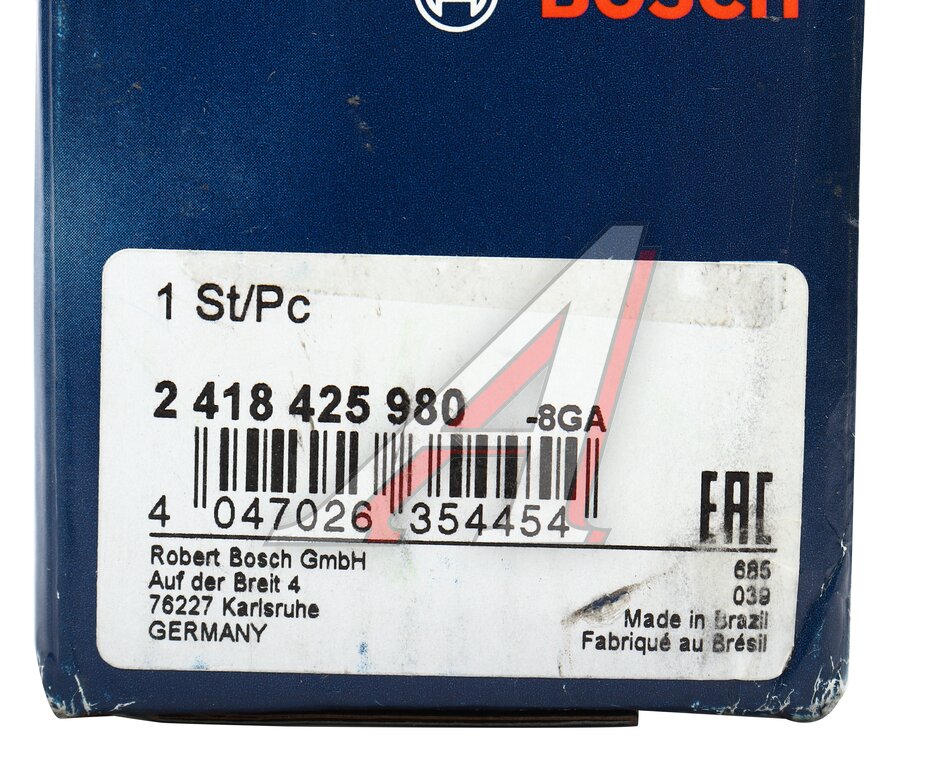 BOSCH
1 St/Pc
2 418 425 980 -8GA
4 047026 354454
EAC
Robert Bosch GmbH
Auf der Breit 4
76227 Karlsruhe
GERMANY
685
039
Made in Brazil
Fabriqué au Brésil